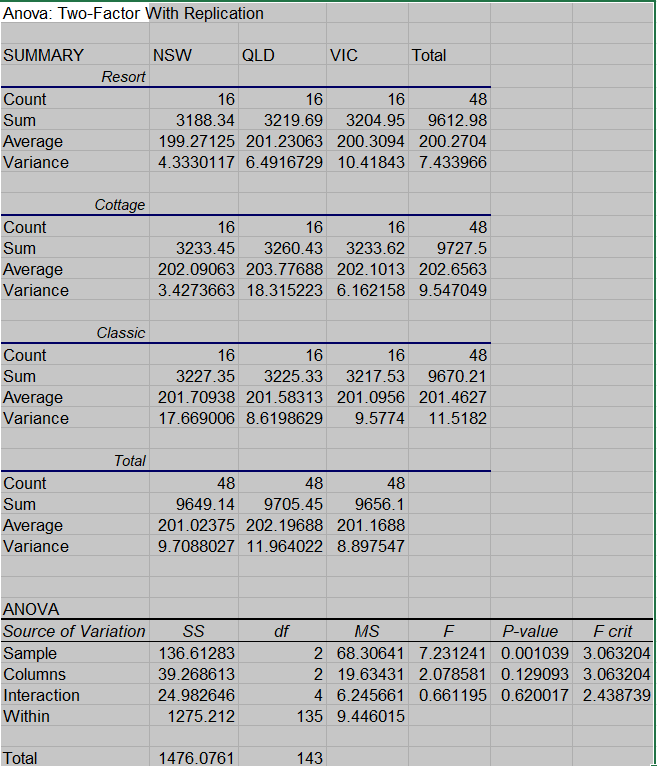 Anova: Two-Factor With Replication
SUMMARY NSW QLD VIC Total
Resort
Count 16 16 16 48
Sum 3188.34 3219.69 3204.95 9612.98
Average 199.27125 201.23063 200.3094 200.2704
Variance 4.3330117 6.4916729 10.41843 7.433966
Cottage
Count 16 16 16 48
Sum 3233.45 3260.43 3233.62 9727.5
Average 202.09063 203.77688 202.1013 202.6563
Variance 3.4273663 18.315223 6.162158 9.547049
Classic
Count 16 16 16 48
Sum 3227.35 3225.33 3217.53 9670.21
Average 201.70938 201.58313 201.0956 201.4627
Variance 17.669006 8.6198629 9.5774 11.5182
Total
Count 48 48 48
Sum 9649.14 9705.45 9656.1
Average 201.02375 202.19688 201.1688
Variance 9.7088027 11.964022 8.897547
ANOVA
Source of Variation SS df MS F P-value F crit
Sample 136.61283 2 68.30641 7.231241 0.001039 3.063204
Columns 39.268613 2 19.63431 2.078581 0.129093 3.063204
Interaction 24.982646 4 6.245661 0.661195 0.620017 2.438739
Within 1275.212 135 9.446015
Total 1476.0761 143